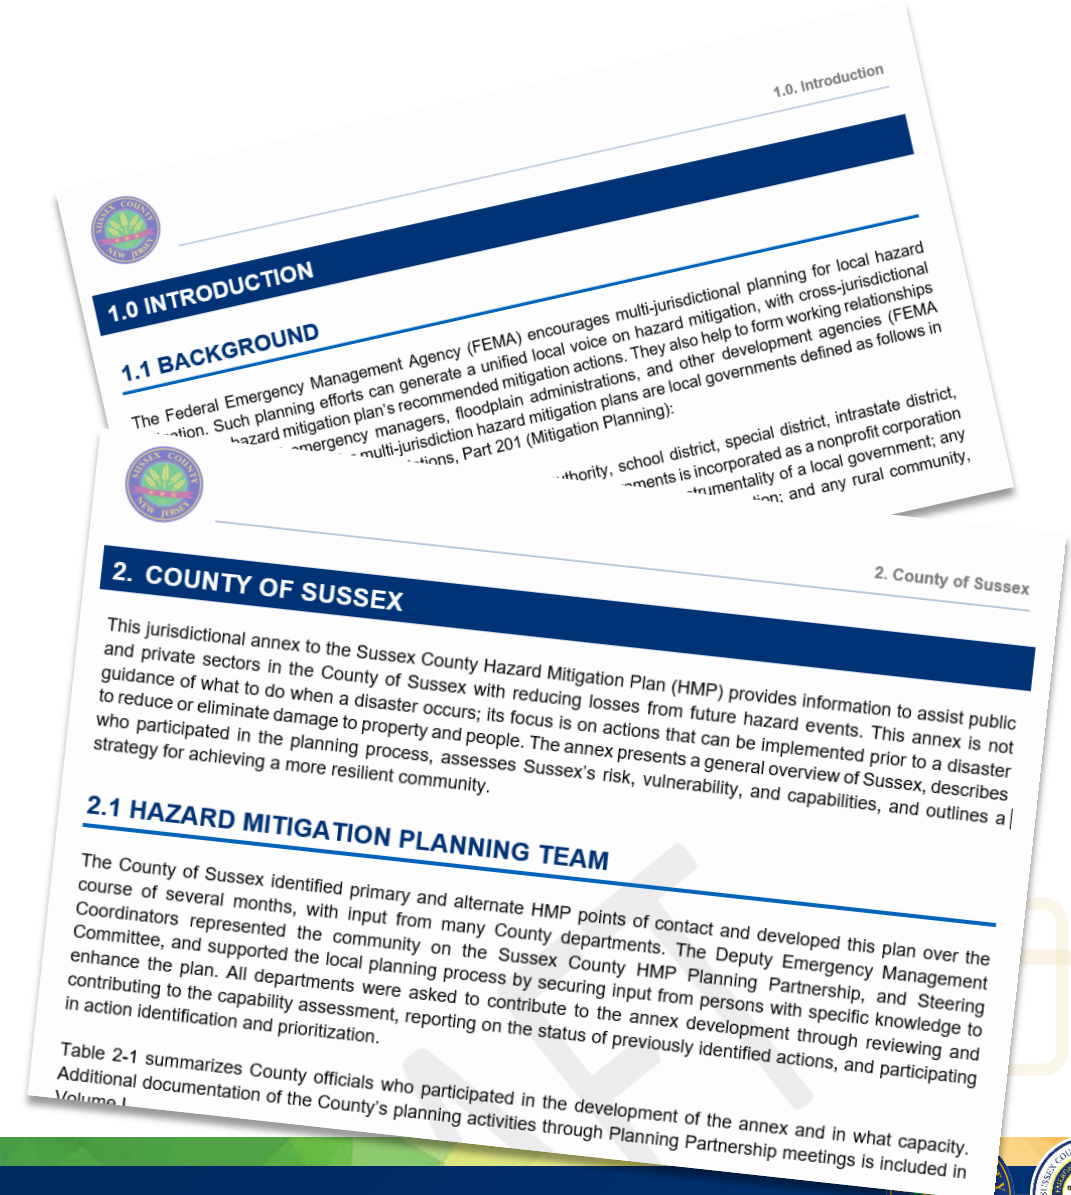 1.0. Introduction
SUSSEX COUNTY
NEW JERSEY
1.0 INTRODUCTION
1.1 BACKGROUND
The Federal Emergency Management Agency (FEMA) encourages multi-jurisdictional planning for local hazard
Such planning efforts can generate a unified local voice on hazard mitigation, with cross-jurisdictional
hazard mitigation plan's recommended mitigation actions. They also help to form working relationships
emergency managers, floodplain administrations, and other development agencies (FEMA
multi-jurisdiction hazard mitigation plans are local governments defined as follows in
Part 201 (Mitigation Planning):
school district, special district, intrastate district,
is incorporated as a nonprofit corporation
of a local government; any
and any rural community,
SUSSEX COUNTY
NEW JERSEY
2. County of Sussex
2. COUNTY OF SUSSEX
This jurisdictional annex to the Sussex County Hazard Mitigation Plan (HMP) provides information to assist public
and private sectors in the County of Sussex with reducing losses from future hazard events. This annex is not
guidance of what to do when a disaster occurs; its focus is on actions that can be implemented prior to a disaster
to reduce or eliminate damage to property and people. The annex presents a general overview of Sussex, describes
who participated in the planning process, assesses Sussex's risk, vulnerability, and capabilities, and outlines a
strategy for achieving a more resilient community.
2.1 HAZARD MITIGATION PLANNING TEAM
The County of Sussex identified primary and alternate HMP points of contact and developed this plan over the
course of several months, with input from many County departments. The Deputy Emergency Management
Coordinators represented the community on the Sussex County HMP Planning Partnership, and Steering
Committee, and supported the local planning process by securing input from persons with specific knowledge to
enhance the plan. All departments were asked to contribute to the annex development through reviewing and
contributing to the capability assessment, reporting on the status of previously identified actions, and participating
in action identification and prioritization.
Table 2-1 summarizes County officials who participated in the development of the annex and in what capacity.
Additional documentation of the County's planning activities through Planning Partnership meetings is included in
Volume I